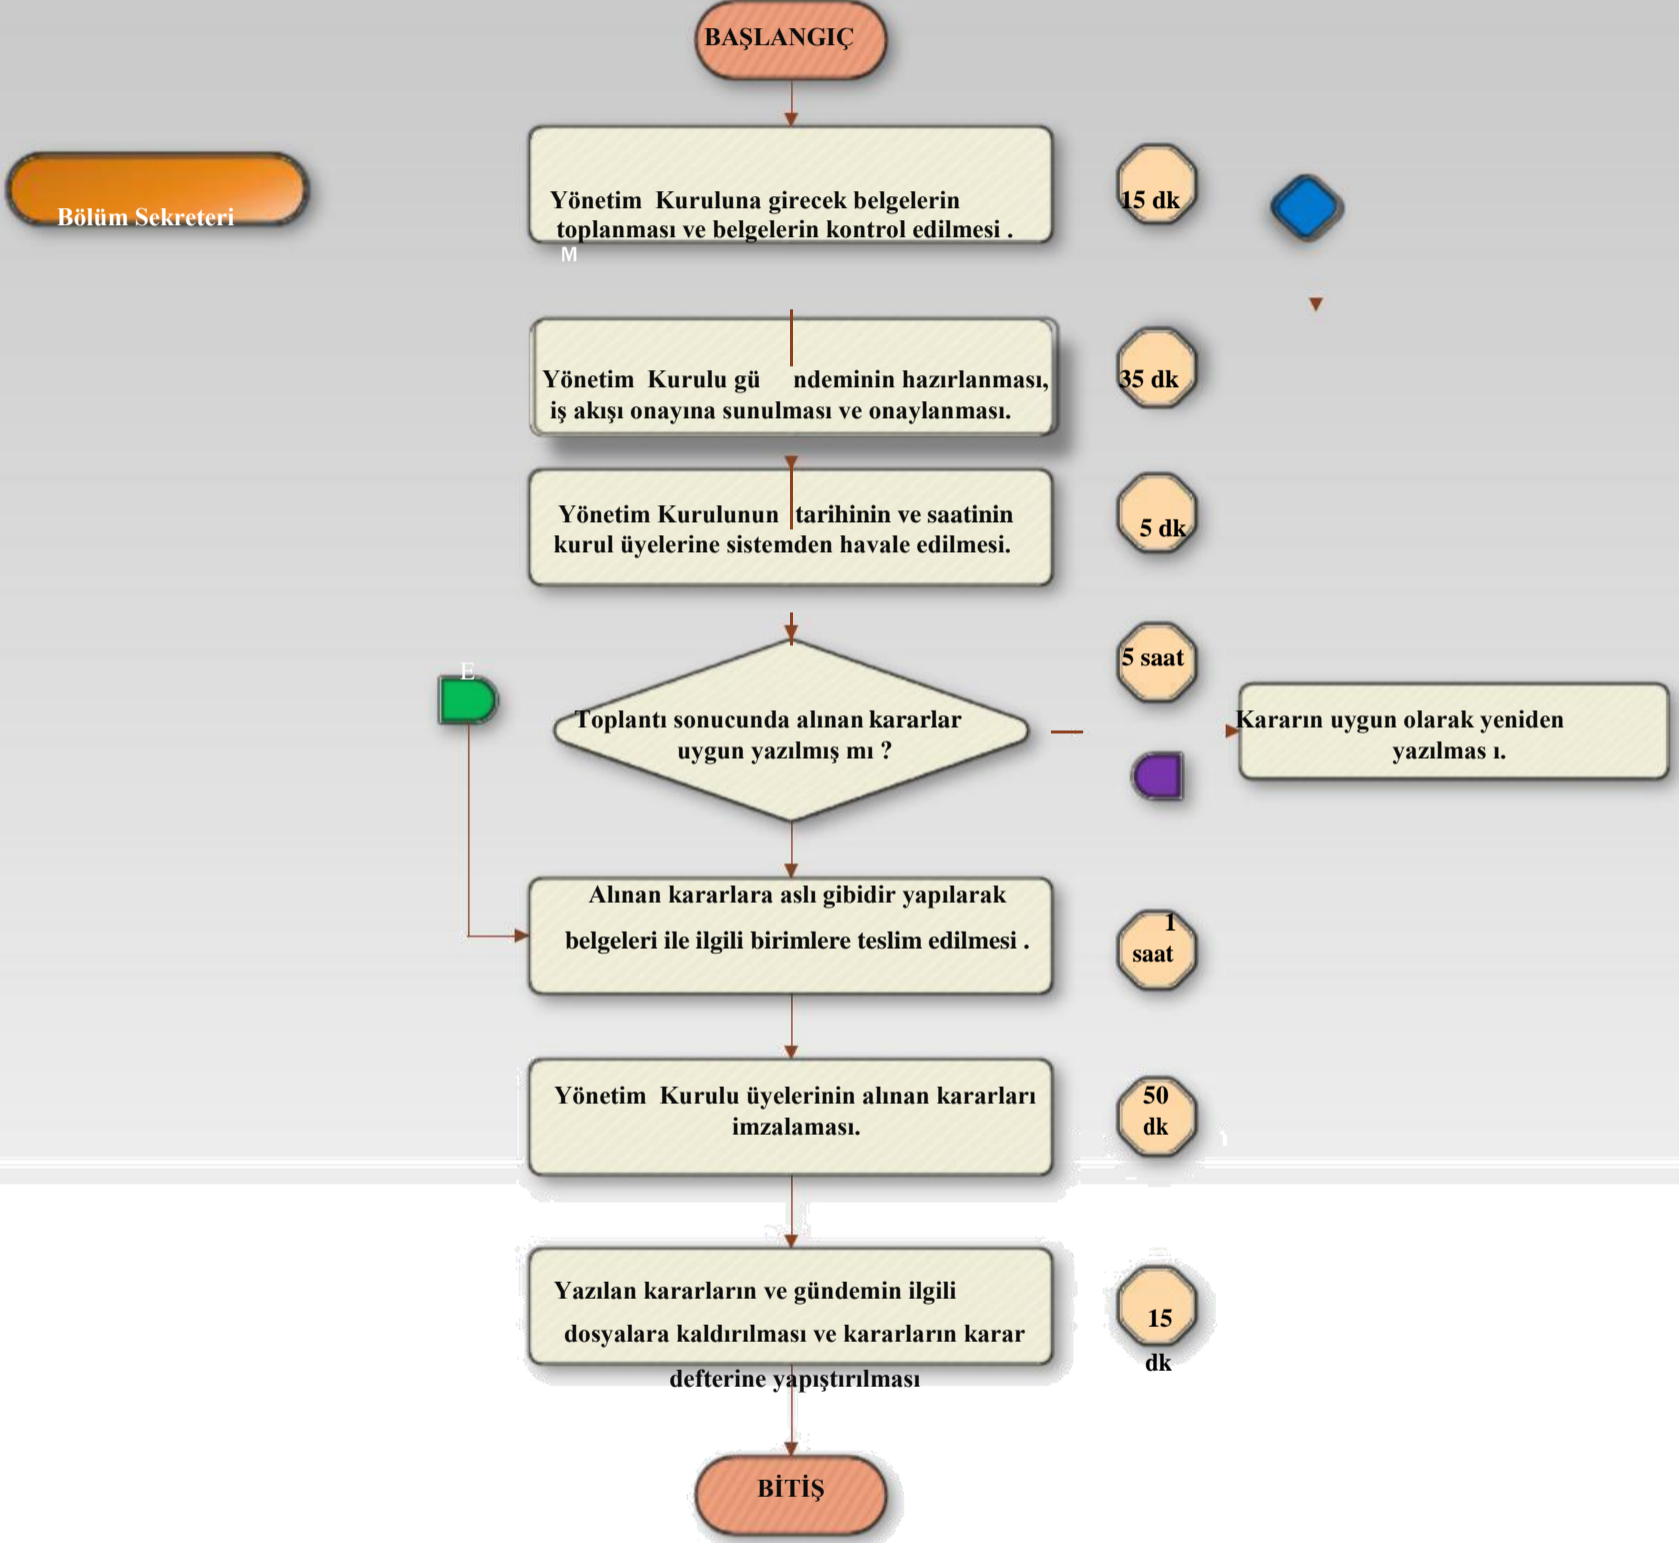 BAŞLANGIÇ
Bölüm Sekreteri
Yönetim Kuruluna girecek belgelerin
toplanması ve belgelerin kontrol edilmesi .
M
15 dk
Yönetim Kurulu gü ndeminin hazırlanması,
iş akışı onayına sunulması ve onaylanması.
35 dk
Yönetim Kurulunun tarihinin ve saatinin
kurul üyelerine sistemden havale edilmesi.
5 dk
E
Toplantı sonucunda alınan kararlar
uygun yazılmış mı ?
5 saat
Kararın uygun olarak yeniden
yazılmas ı.
Alınan kararlara aslı gibidir yapılarak
belgeleri ile ilgili birimlere teslim edilmesi .
1
saat
Yönetim Kurulu üyelerinin alınan kararları
imzalaması.
50
dk
Yazılan kararların ve gündemin ilgili
dosyalara kaldırılması ve kararların karar
defterine yapıştırılması
15
dk
BİTİŞ